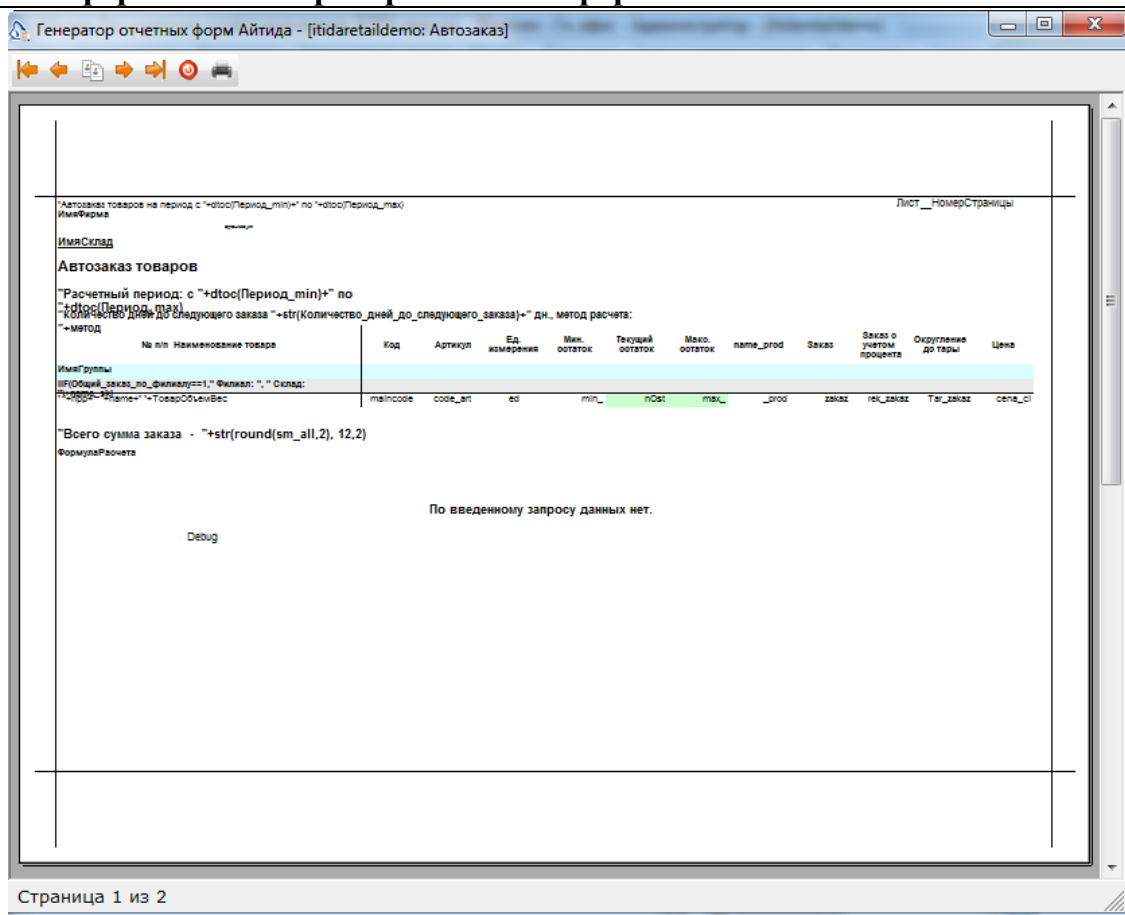 Генератор отчетных форм Айтида - [itidaretaildemo: Автозаказ]
"Автозаказ товаров на период с "+dtoc(Период_min)+" по "+dtoc(Период_max)
Лист__НомерСтраницы
ИмяФирма
ИмяСклад
Автозаказ товаров
"Расчетный период: с "+dtoc(Период_min)+" по
"+dtoc(Период_max)
"Количество дней до следующего заказа "+str(Количество_дней_до_следующего_заказа)+" дн., метод расчета:
"+метод
№ п/п Наименование товара Код Артикул Ед. измерения Мин. остаток Текущий остаток Макс. остаток name_prod Заказ Заказ с учетом процента Округление до тары Цена
ИмяГруппы
IIF(Общий_заказ_по_филиалу==1," Филиал: ", " Склад:
"+name+" "+ТоварОбъемВес maincode code_art ed min_ nOst max_ _prod zakaz rek_zakaz Tar_zakaz cena_cl
"Всего сумма заказа - "+str(round(sm_all,2), 12,2)
ФормулаРасчета
По введенному запросу данных нет.
Debug
Страница 1 из 2